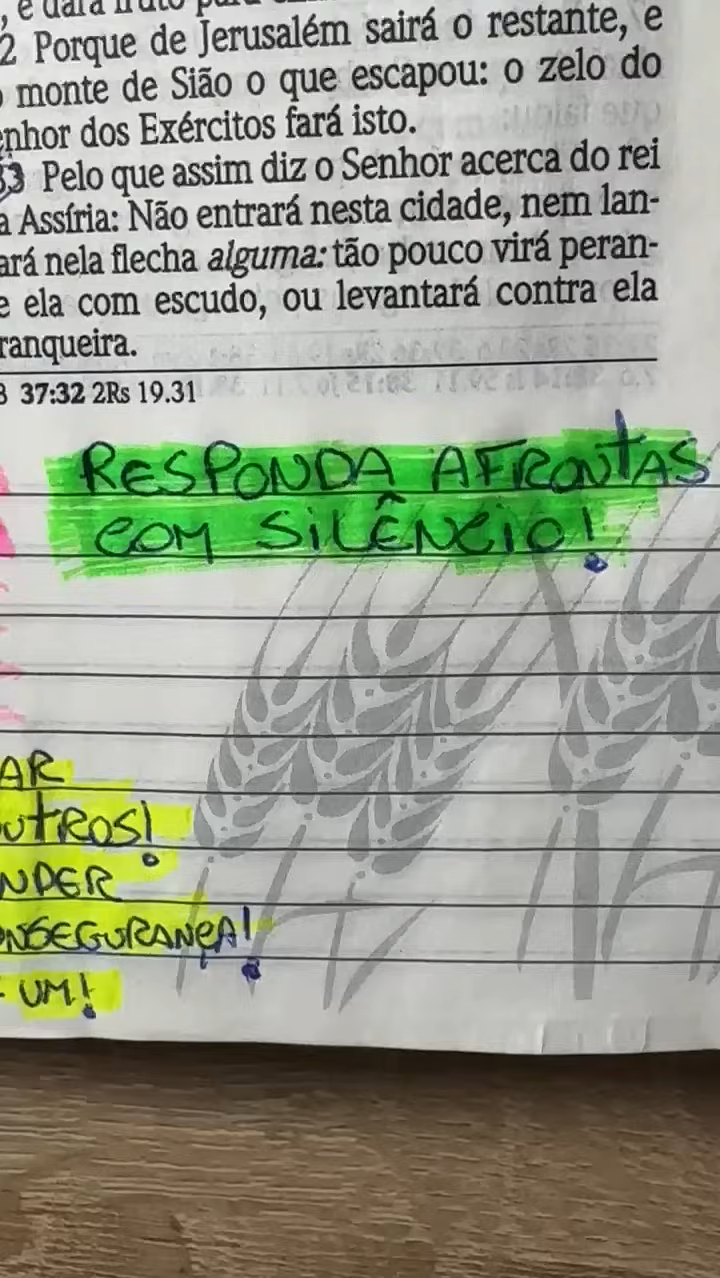 , e dará fruto para
2 Porque de Jerusalém sairá o restante, e
o monte de Sião o que escapou: o zelo do
enhor dos Exércitos fará isto.
33 Pelo que assim diz o Senhor acerca do rei
a Assíria: Não entrará nesta cidade, nem lan-
ará nela flecha alguma: tão pouco virá peran-
e ela com escudo, ou levantará contra ela
ranqueira.
37:32 2Rs 19.31
RESPONDA AFRONTAS
COM SILÊNCIO!
AR
UTROS!
NDER
ONSEGURANÇA!
UM!